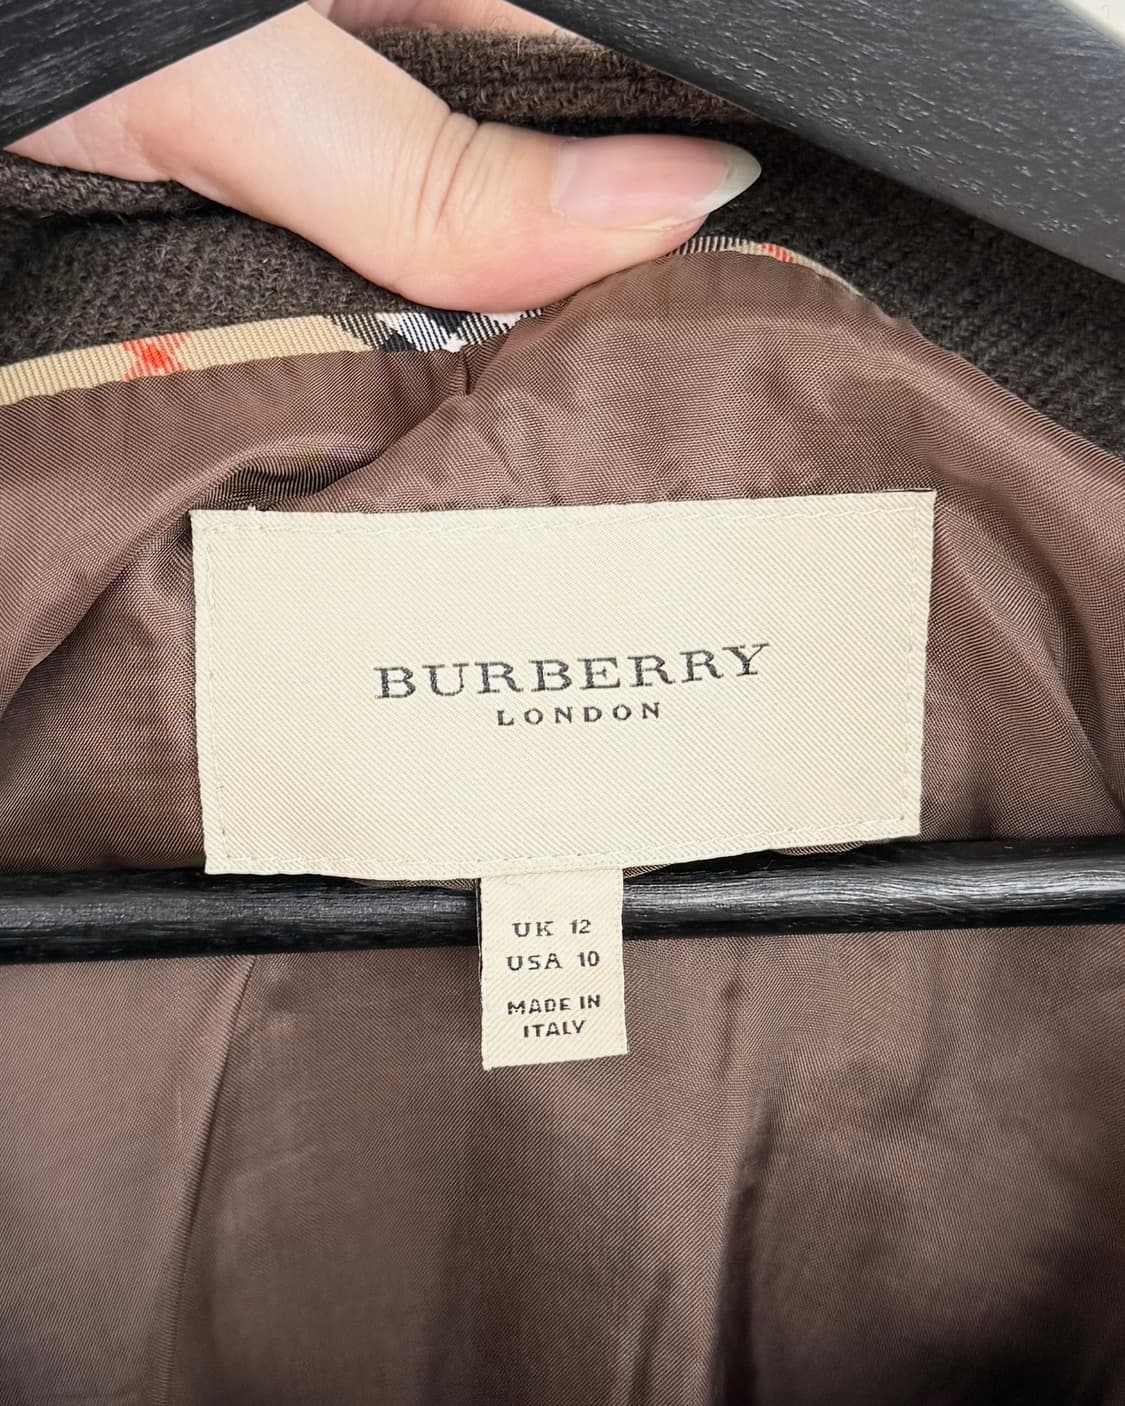 BURBERRY
LONDON
UK 12
USA 10
MADE IN
ITALY